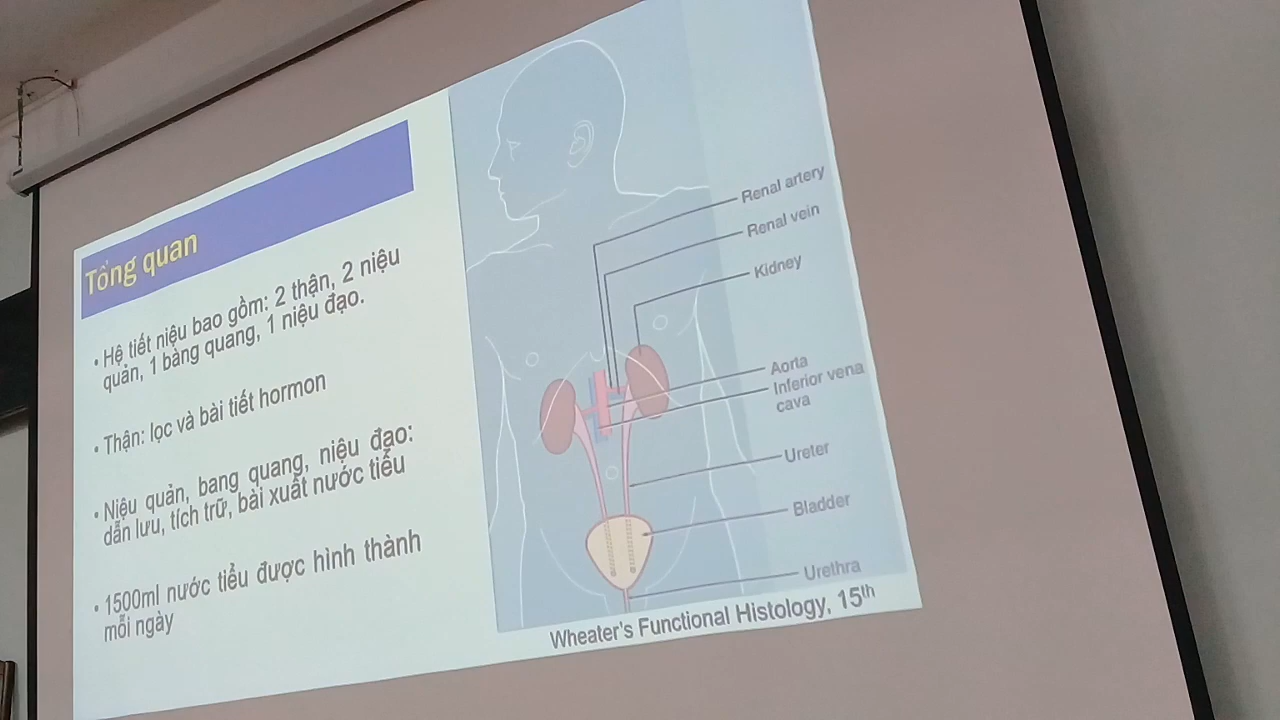 Tổng quan
• Hệ tiết niệu bao gồm: 2 thận, 2 niệu
quản, 1 bàng quang, 1 niệu đạo.
• Thận: lọc và bài tiết hormon
• Niệu quản, bang quang, niệu đạo:
dẫn lưu, tích trữ, bài xuất nước tiểu
• 1500ml nước tiểu được hình thành
mỗi ngày
Renal artery
Renal vein
Kidney
Aorta
Inferior vena
cava
Ureter
Bladder
Urethra
Wheater's Functional Histology, 15th